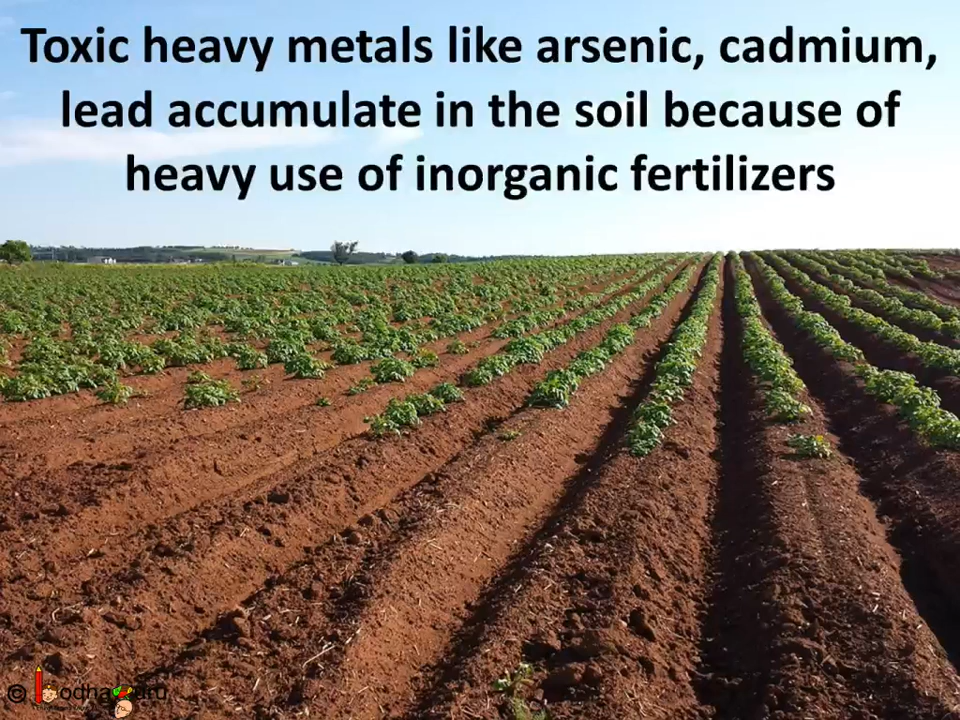 Toxic heavy metals like arsenic, cadmium,
lead accumulate in the soil because of
heavy use of inorganic fertilizers